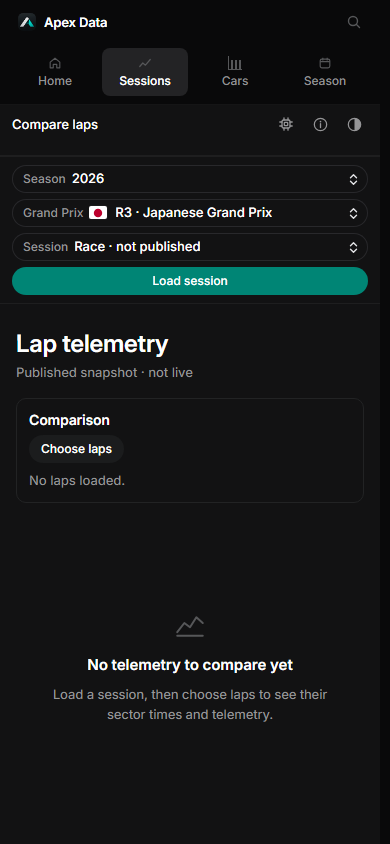 Apex Data
Home
Sessions
Cars
Season
Compare laps
Season 2026
Grand Prix R3 · Japanese Grand Prix
Session Race · not published
Load session
Lap telemetry
Published snapshot · not live
Comparison
Choose laps
No laps loaded.
No telemetry to compare yet
Load a session, then choose laps to see their
sector times and telemetry.